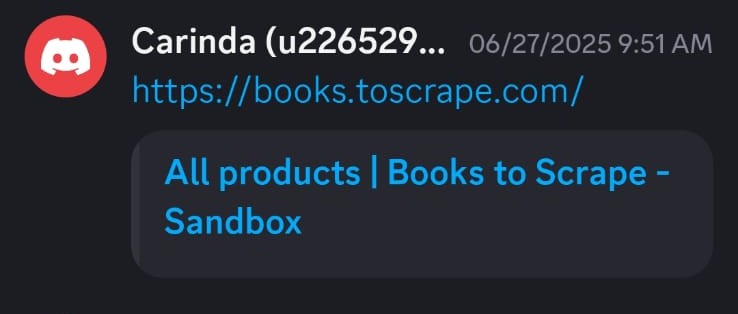 Carinda (u226529... 06/27/2025 9:51 AM
https://books.toscrape.com/
All products | Books to Scrape -
Sandbox